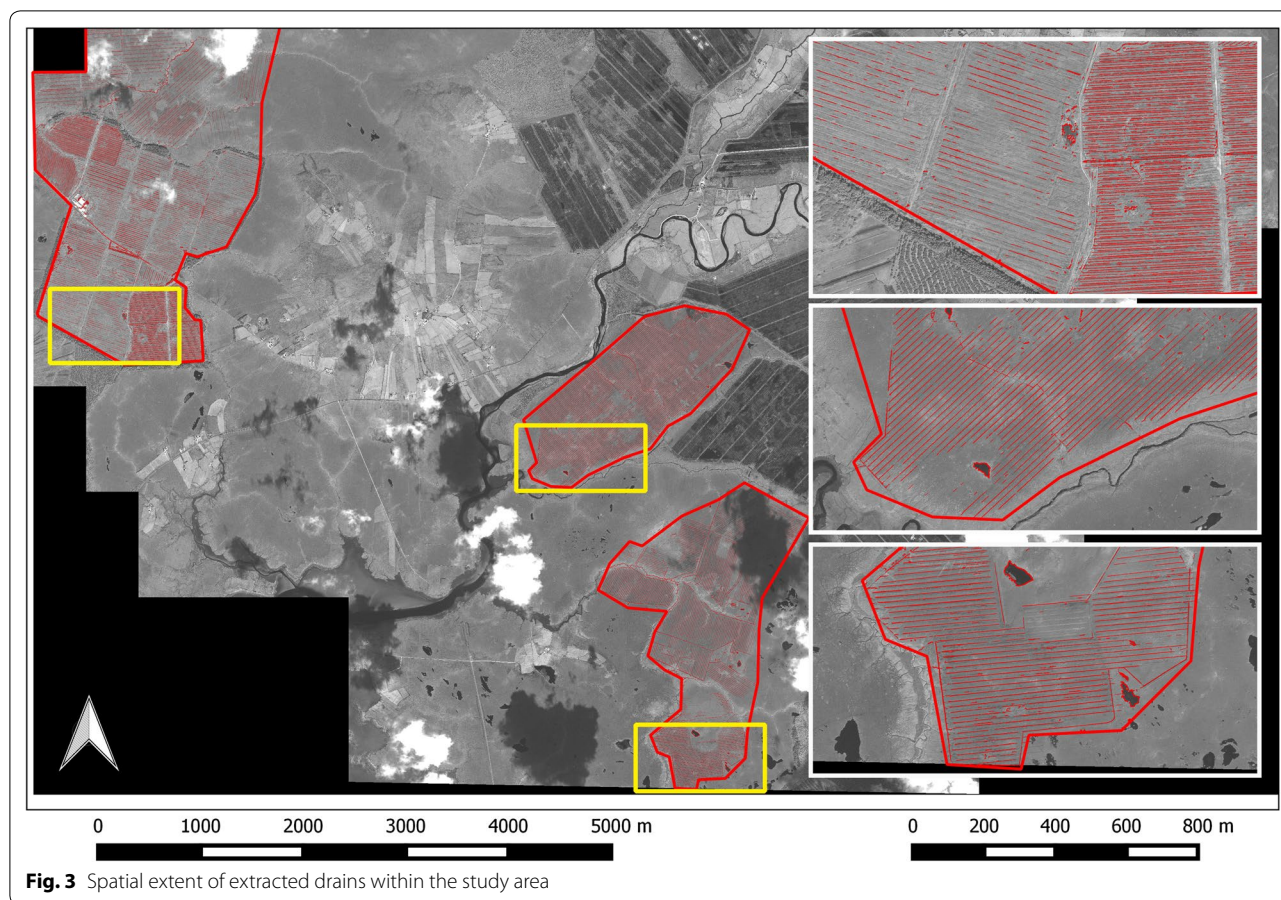 0 1000 2000 3000 4000 5000 m
0 200 400 600 800 m
Fig. 3 Spatial extent of extracted drains within the study area